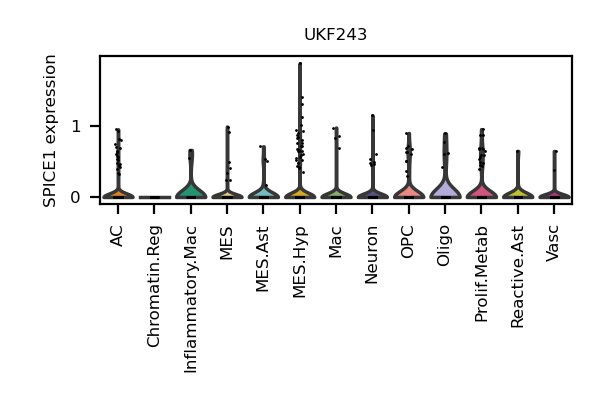 UKF243
SPICE1 expression
1
0
AC
Chromatin.Reg
Inflammatory.Mac
MES
MES.Ast
MES.Hyp
Mac
Neuron
OPC
Oligo
Prolif.Metab
Reactive.Ast
Vasc